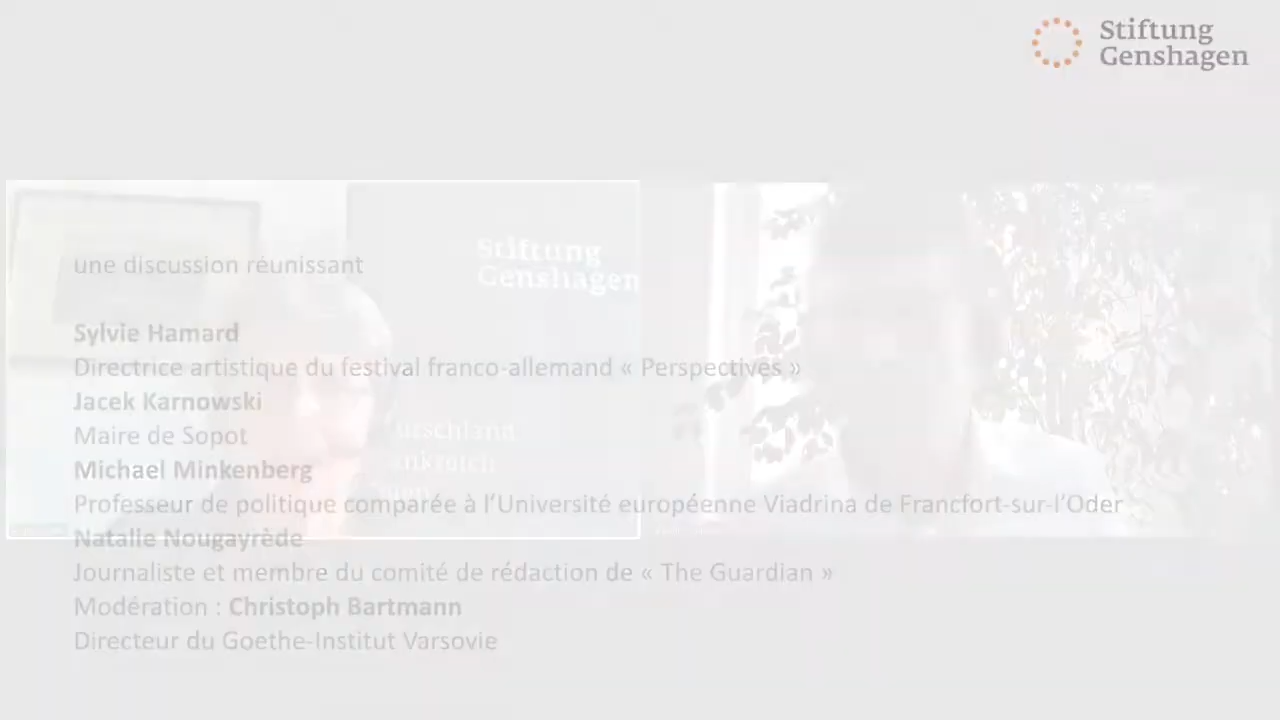 Stiftung
Genshagen
Stiftung
Genshagen
une discussion réunissant
Sylvie Hamard
Directrice artistique du festival franco-allemand « Perspectives »
Jacek Karnowski
Maire de Sopot
Michael Minkenberg
Professeur de politique comparée à l’Université européenne Viadrina de Francfort-sur-l’Oder
Natalie Nougayrède
Journaliste et membre du comité de rédaction de « The Guardian »
Modération : Christoph Bartmann
Directeur du Goethe-Institut Varsovie